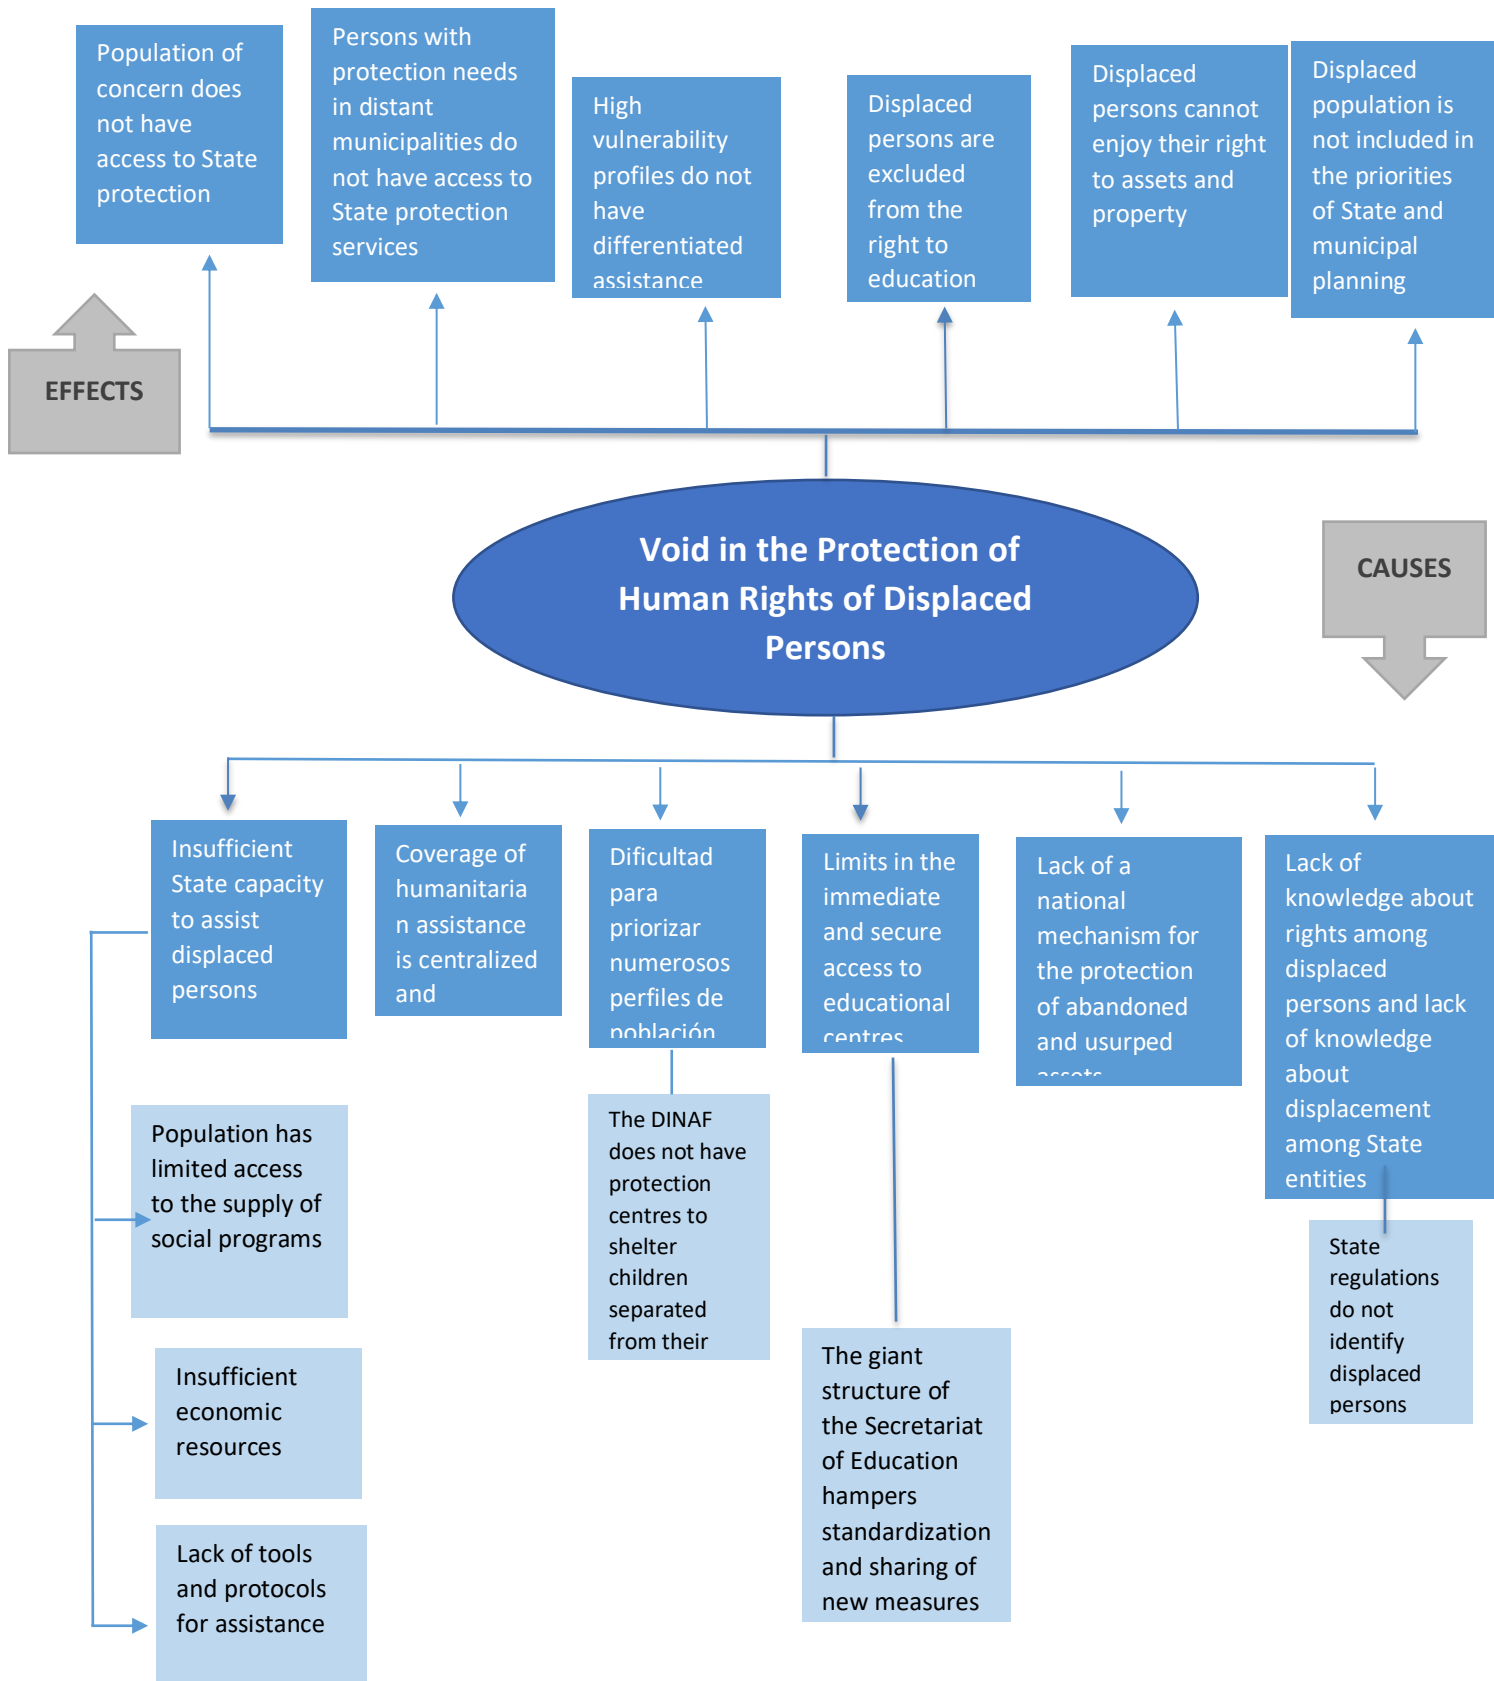 Population of
concern does
not have
access to State
protection
Persons with
protection needs
in distant
municipalities do
not have access to
State protection
services
High
vulnerability
profiles do not
have
differentiated
assistance
Displaced
persons are
excluded
from the
right to
education
Displaced
persons cannot
enjoy their right
to assets and
property
Displaced
population is
not included in
the priorities
of State and
municipal
planning
EFFECTS
Void in the Protection of
Human Rights of Displaced
Persons
CAUSES
Insufficient
State capacity
to assist
displaced
persons
Coverage of
humanitaria
n assistance
is centralized
and
Dificultad
para
priorizar
numerosos
perfiles de
población
Limits in the
immediate
and secure
access to
educational
centres
Lack of a
national
mechanism for
the protection
of abandoned
and usurped
assets
Lack of
knowledge about
rights among
displaced
persons and lack
of knowledge
about
displacement
among State
entities
Population has
limited access
to the supply of
social programs
Insufficient
economic
resources
Lack of tools
and protocols
for assistance
The DINAF
does not have
protection
centres to
shelter
children
separated
from their
The giant
structure of
the Secretariat
of Education
hampers
standardization
and sharing of
new measures
State
regulations
do not
identify
displaced
persons